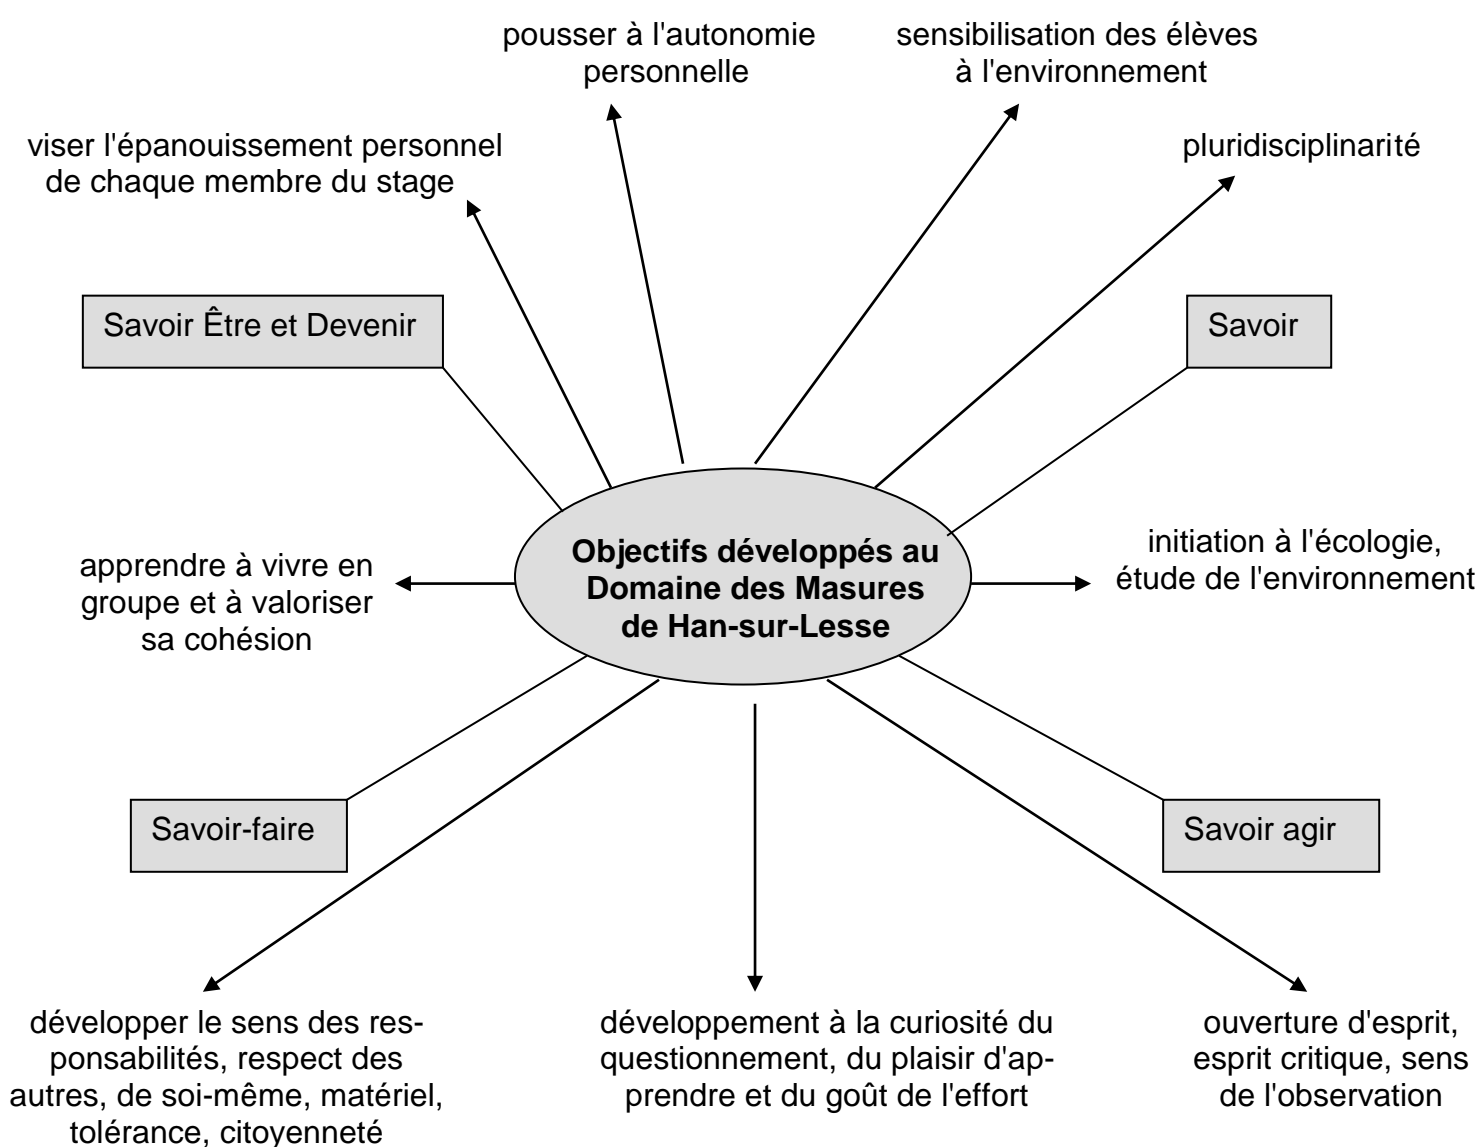 pousser à l'autonomie
personnelle
sensibilisation des élèves
à l'environnement
viser l'épanouissement personnel
de chaque membre du stage
pluridisciplinarité
Savoir Être et Devenir
Savoir
Objectifs développés au
Domaine des Masures
de Han-sur-Lesse
apprendre à vivre en
groupe et à valoriser
sa cohésion
initiation à l'écologie,
étude de l'environnement
Savoir-faire
Savoir agir
développer le sens des res-
ponsabilités, respect des
autres, de soi-même, matériel,
tolérance, citoyenneté
développement à la curiosité du
questionnement, du plaisir d'ap-
prendre et du goût de l'effort
ouverture d'esprit,
esprit critique, sens
de l'observation